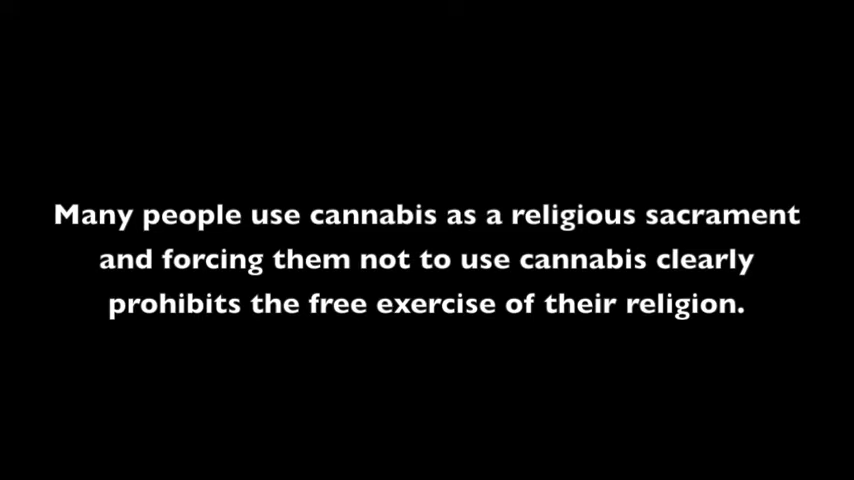 Many people use cannabis as a religious sacrament
and forcing them not to use cannabis clearly
prohibits the free exercise of their religion.